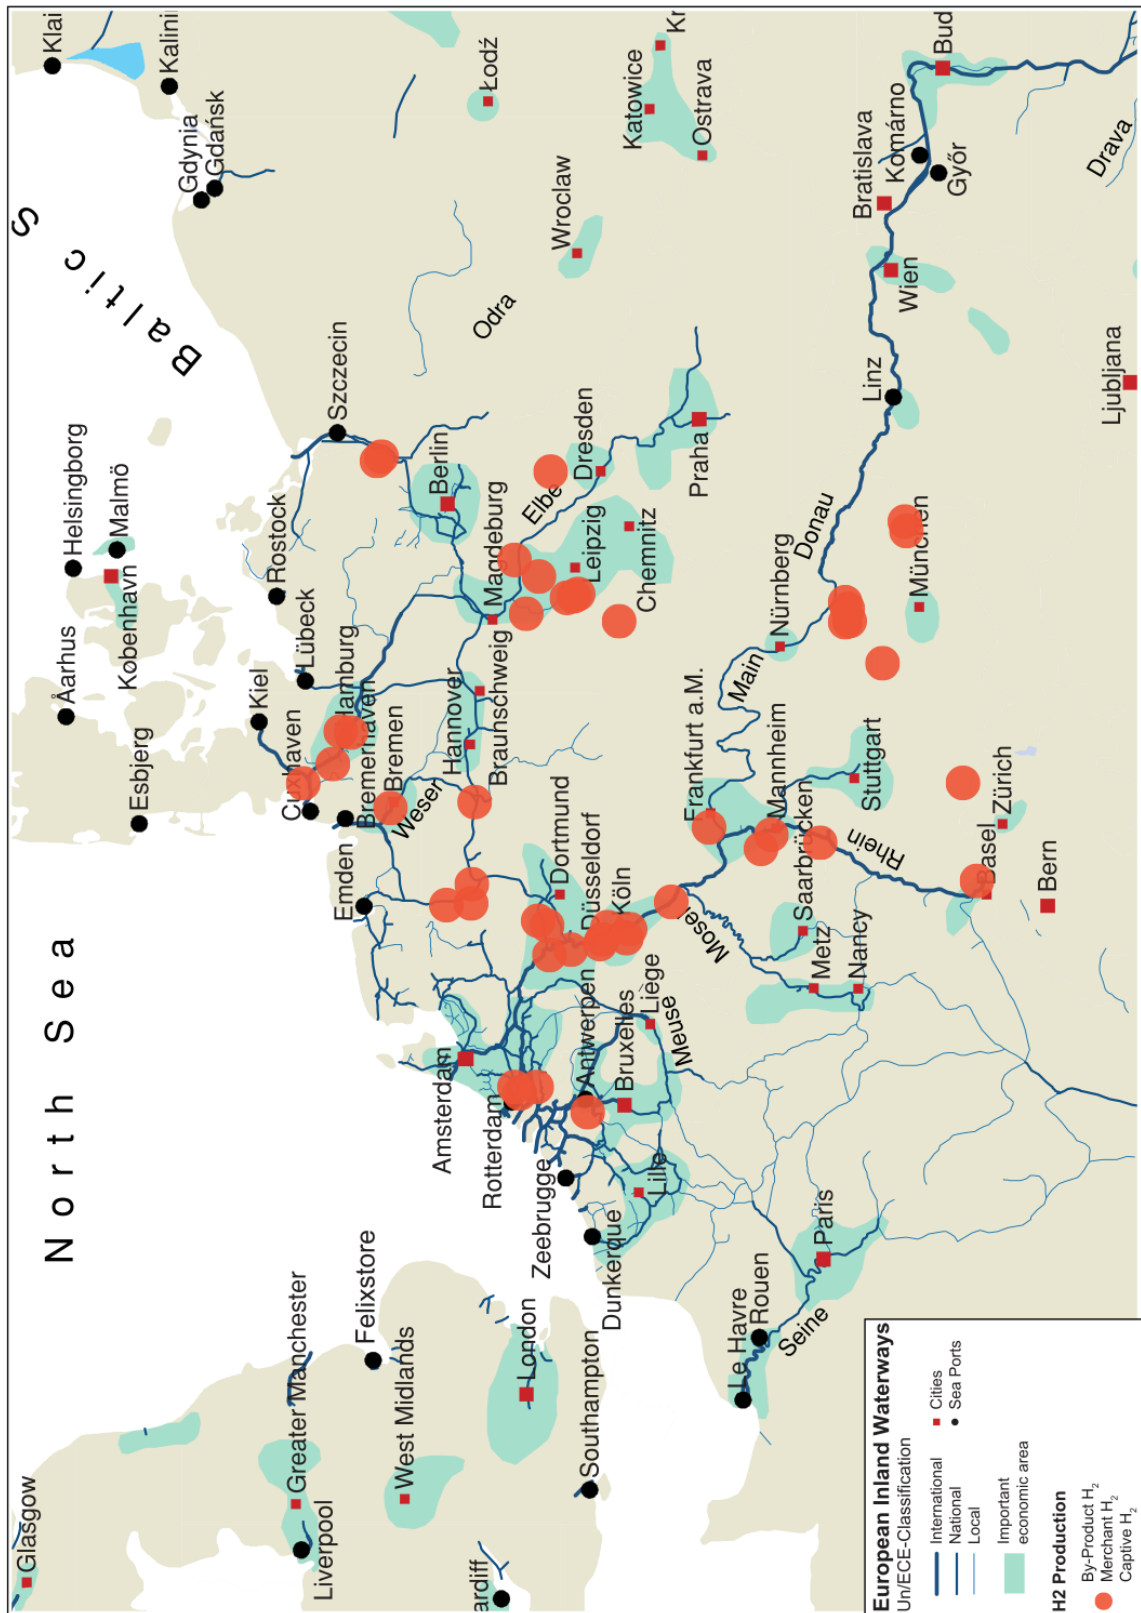 Glasgow
Liverpool
Greater Manchester
West Midlands
Felixstore
London
Southampton
ardiff
North Sea
Esbjerg
Åarhus
København
Helsingborg
Malmö
Baltic S
Klai
Kalini
Gdynia
Gdańsk
Kiel
Lübeck
Rostock
Szczecin
Cuxhaven
Hamburg
Bremerhaven
Bremen
Emden
Weser
Hannover
Braunschweig
Magdeburg
Berlin
Elbe
Leipzig
Dresden
Chemnitz
Odra
Wroclaw
Łodź
Katowice
Kr
Ostrava
Praha
Amsterdam
Rotterdam
Zeebrugge
Dunkerque
Antwerpen
Bruxelles
Lille
Liège
Meuse
Dortmund
Düsseldorf
Köln
Mosel
Frankfurt a.M.
Main
Mannheim
Saarbrücken
Metz
Nancy
Stuttgart
Rhein
Nürnberg
Donau
München
Linz
Wien
Bratislava
Komárno
Győr
Bud
Drava
Ljubljana
Zürich
Basel
Bern
Le Havre
Rouen
Seine
Paris
European Inland Waterways
Un/ECE-Classification
International
National
Local
Cities
Sea Ports
Important
economic area
H2 Production
By-Product H2
Merchant H2
Captive H2